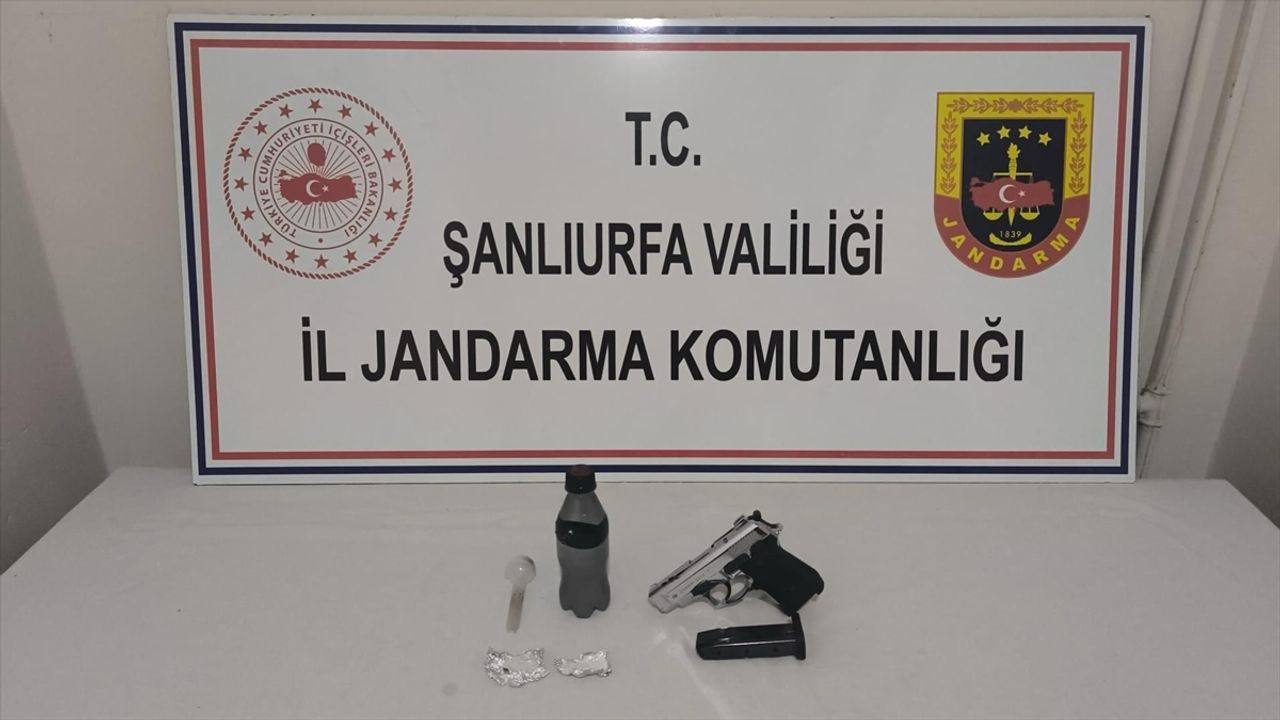 T.C.
ŞANLIURFA VALİLİĞİ
İL JANDARMA KOMUTANLIĞI
TÜRKİYE CUMHURİYETİ İÇİŞLERİ BAKANLIĞI
1839
JANDARMA